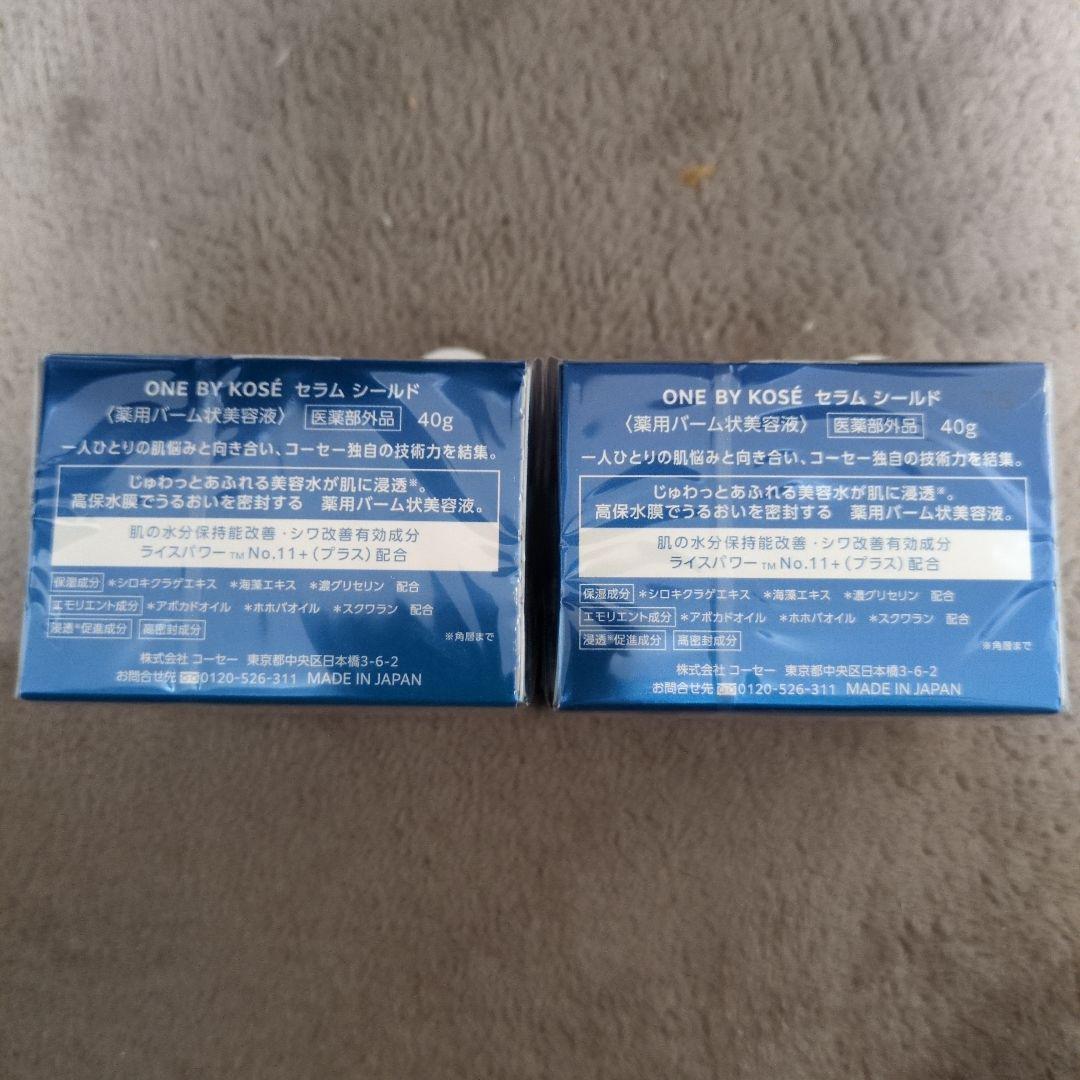 ONE BY KOSÉ セラム シールド
〈薬用バーム状美容液〉 医薬部外品 40g
一人ひとりの肌悩みと向き合い、コーセー独自の技術力を結集。
じゅわっとあふれる美容水が肌に浸透※。
高保水膜でうるおいを密封する 薬用バーム状美容液。
肌の水分保持能改善・シワ改善有効成分
ライスパワー™No.11+(プラス)配合
保湿成分 *シロキクラゲエキス *海藻エキス *濃グリセリン 配合
エモリエント成分 *アボカドオイル *ホホバオイル *スクワラン 配合
浸透※促進成分 高密封成分
※角層まで
株式会社 コーセー 東京都中央区日本橋3-6-2
お問合せ先 0120-526-311 MADE IN JAPAN
ONE BY KOSÉ セラム シールド
〈薬用バーム状美容液〉 医薬部外品 40g
一人ひとりの肌悩みと向き合い、コーセー独自の技術力を結集。
じゅわっとあふれる美容水が肌に浸透※。
高保水膜でうるおいを密封する 薬用バーム状美容液。
肌の水分保持能改善・シワ改善有効成分
ライスパワー™No.11+(プラス)配合
保湿成分 *シロキクラゲエキス *海藻エキス *濃グリセリン 配合
エモリエント成分 *アボカドオイル *ホホバオイル *スクワラン 配合
浸透※促進成分 高密封成分
※角層まで
株式会社 コーセー 東京都中央区日本橋3-6-2
お問合せ先 0120-526-311 MADE IN JAPAN